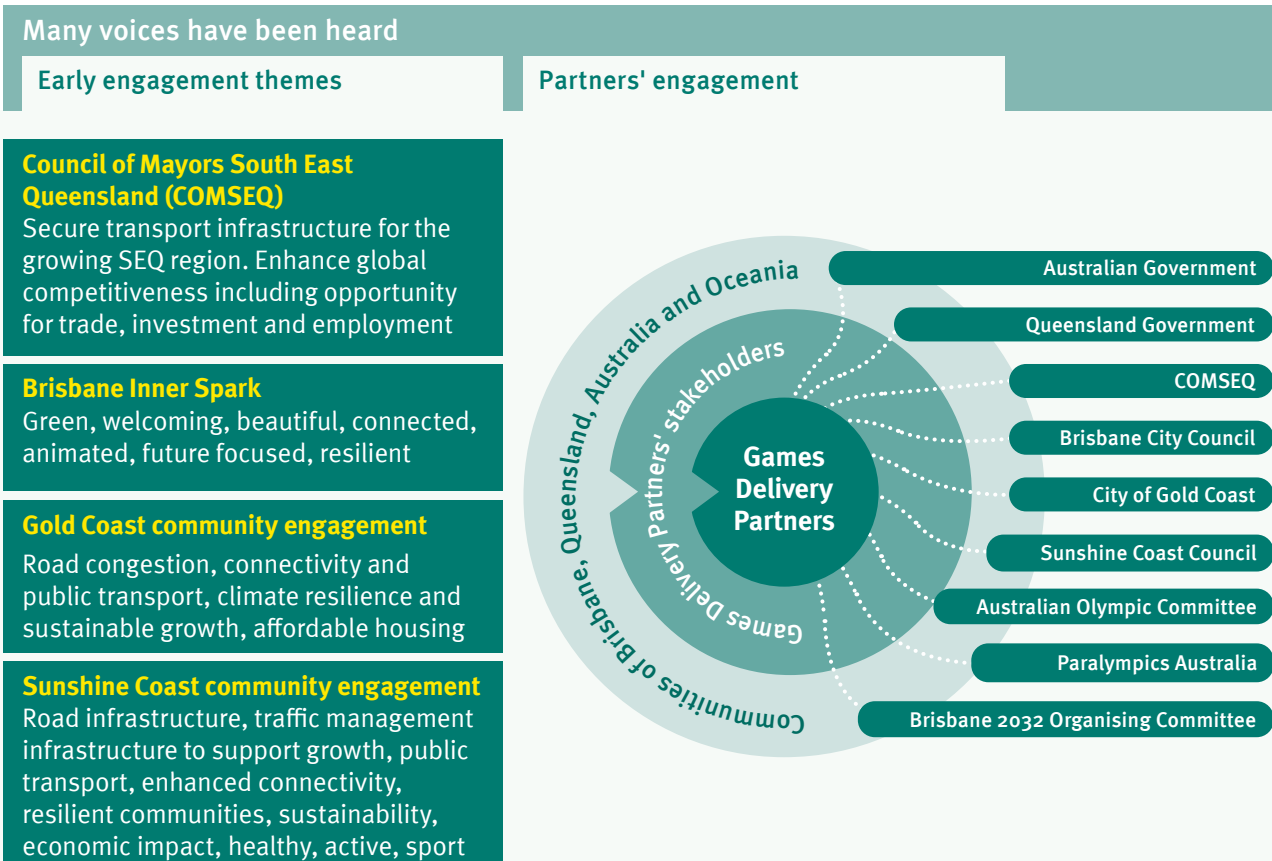 Many voices have been heard
Early engagement themes
Partners' engagement
Council of Mayors South East
Queensland (COMSEQ)
Secure transport infrastructure for the
growing SEQ region. Enhance global
competitiveness including opportunity
for trade, investment and employment
Brisbane Inner Spark
Green, welcoming, beautiful, connected,
animated, future focused, resilient
Gold Coast community engagement
Road congestion, connectivity and
public transport, climate resilience and
sustainable growth, affordable housing
Sunshine Coast community engagement
Road infrastructure, traffic management
infrastructure to support growth, public
transport, enhanced connectivity,
resilient communities, sustainability,
economic impact, healthy, active, sport
Communities of Brisbane, Queensland, Australia and Oceania
Games Delivery Partners' stakeholders
Games
Delivery
Partners
Australian Government
Queensland Government
COMSEQ
Brisbane City Council
City of Gold Coast
Sunshine Coast Council
Australian Olympic Committee
Paralympics Australia
Brisbane 2032 Organising Committee